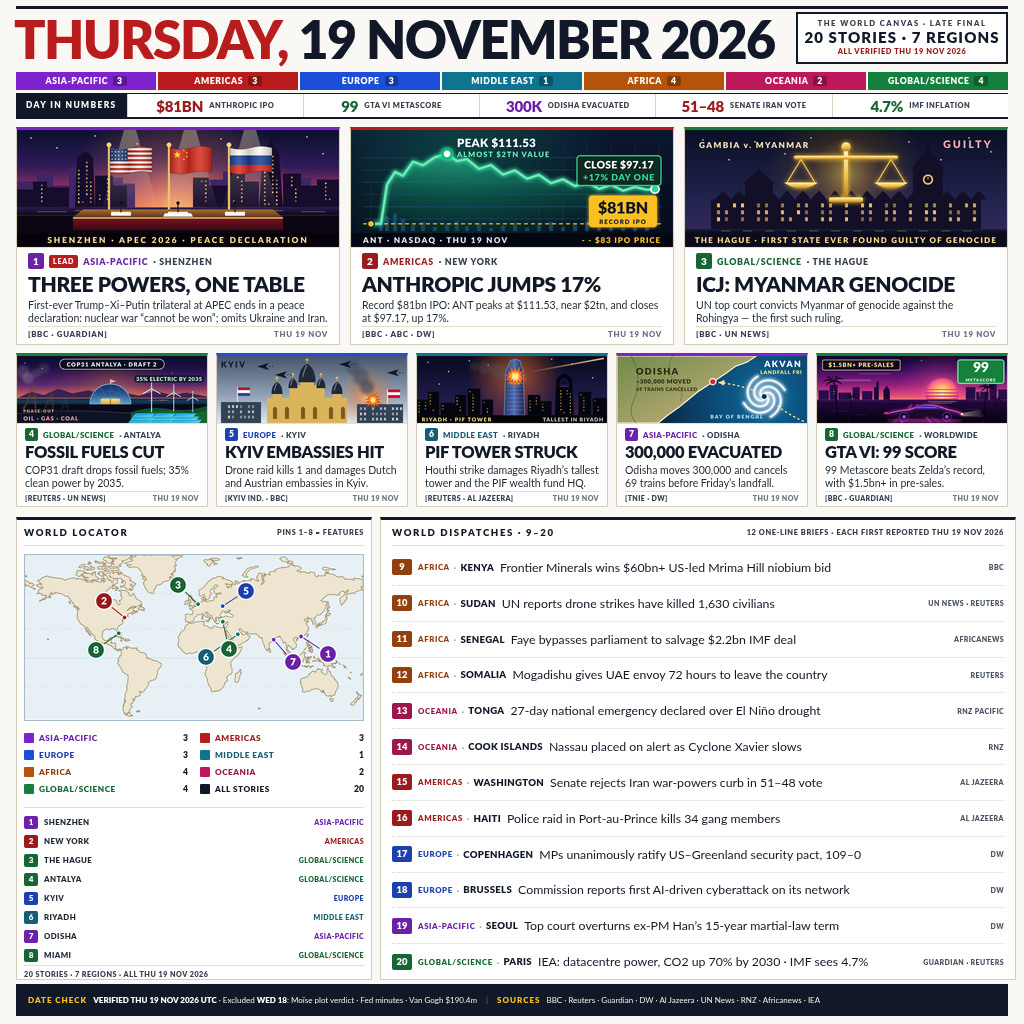 THURSDAY, 19 NOVEMBER 2026
THE WORLD CANVAS · LATE FINAL
20 STORIES · 7 REGIONS
ALL VERIFIED THU 19 NOV 2026
ASIA-PACIFIC 3
AMERICAS 3
EUROPE 3
MIDDLE EAST 1
AFRICA 4
OCEANIA 2
GLOBAL/SCIENCE 4
DAY IN NUMBERS
$81BN ANTHROPIC IPO
99 GTA VI METASCORE
300K ODISHA EVACUATED
51–48 SENATE IRAN VOTE
4.7% IMF INFLATION
SHENZHEN · APEC 2026 · PEACE DECLARATION
1 LEAD ASIA-PACIFIC · SHENZHEN
THREE POWERS, ONE TABLE
First-ever Trump–Xi–Putin trilateral at APEC ends in a peace
declaration: nuclear war “cannot be won”; omits Ukraine and Iran.
[BBC · GUARDIAN] THU 19 NOV
PEAK $111.53
ALMOST $2TN VALUE
CLOSE $97.17
+17% DAY ONE
$81BN
RECORD IPO
ANT · NASDAQ · THU 19 NOV
- - $83 IPO PRICE
2 AMERICAS · NEW YORK
ANTHROPIC JUMPS 17%
Record $81bn IPO: ANT peaks at $111.53, near $2tn, and closes
at $97.17, up 17%.
[BBC · ABC · DW] THU 19 NOV
GAMBIA v. MYANMAR
GUILTY
THE HAGUE · FIRST STATE EVER FOUND GUILTY OF GENOCIDE
3 GLOBAL/SCIENCE · THE HAGUE
ICJ: MYANMAR GENOCIDE
UN top court convicts Myanmar of genocide against the
Rohingya — the first such ruling.
[BBC · UN NEWS] THU 19 NOV
COP31 ANTALYA · DRAFT 2
35% ELECTRIC BY 2035
PHASE-OUT
OIL · GAS · COAL
4 GLOBAL/SCIENCE · ANTALYA
FOSSIL FUELS CUT
COP31 draft drops fossil fuels; 35%
clean power by 2035.
[REUTERS · UN NEWS] THU 19 NOV
KYIV
5 EUROPE · KYIV
KYIV EMBASSIES HIT
Drone raid kills 1 and damages Dutch
and Austrian embassies in Kyiv.
[KYIV IND. · BBC] THU 19 NOV
RIYADH · PIF TOWER
TALLEST IN RIYADH
6 MIDDLE EAST · RIYADH
PIF TOWER STRUCK
Houthi strike damages Riyadh’s tallest
tower and the PIF wealth fund HQ.
[REUTERS · AL JAZEERA] THU 19 NOV
ODISHA
300,000 MOVED
69 TRAINS CANCELLED
AKVAN
LANDFALL FRI
BAY OF BENGAL
7 ASIA-PACIFIC · ODISHA
300,000 EVACUATED
Odisha moves 300,000 and cancels
69 trains before Friday’s landfall.
[TNIE · DW] THU 19 NOV
$1.5BN+ PRE-SALES
99
METASCORE
8 GLOBAL/SCIENCE · WORLDWIDE
GTA VI: 99 SCORE
99 Metascore beats Zelda’s record,
with $1.5bn+ in pre-sales.
[BBC · GUARDIAN] THU 19 NOV
WORLD LOCATOR
PINS 1–8 = FEATURES
3
5
2
8
6
4
7
1
ASIA-PACIFIC 3
AMERICAS 3
EUROPE 3
MIDDLE EAST 1
AFRICA 4
OCEANIA 2
GLOBAL/SCIENCE 4
ALL STORIES 20
1 SHENZHEN ASIA-PACIFIC
2 NEW YORK AMERICAS
3 THE HAGUE GLOBAL/SCIENCE
4 ANTALYA GLOBAL/SCIENCE
5 KYIV EUROPE
6 RIYADH MIDDLE EAST
7 ODISHA ASIA-PACIFIC
8 MIAMI GLOBAL/SCIENCE
20 STORIES · 7 REGIONS · ALL THU 19 NOV 2026
WORLD DISPATCHES · 9–20
12 ONE-LINE BRIEFS · EACH FIRST REPORTED THU 19 NOV 2026
9 AFRICA · KENYA Frontier Minerals wins $60bn+ US-led Mrima Hill niobium bid BBC
10 AFRICA · SUDAN UN reports drone strikes have killed 1,630 civilians UN NEWS · REUTERS
11 AFRICA · SENEGAL Faye bypasses parliament to salvage $2.2bn IMF deal AFRICANEWS
12 AFRICA · SOMALIA Mogadishu gives UAE envoy 72 hours to leave the country REUTERS
13 OCEANIA · TONGA 27-day national emergency declared over El Niño drought RNZ PACIFIC
14 OCEANIA · COOK ISLANDS Nassau placed on alert as Cyclone Xavier slows RNZ
15 AMERICAS · WASHINGTON Senate rejects Iran war-powers curb in 51–48 vote AL JAZEERA
16 AMERICAS · HAITI Police raid in Port-au-Prince kills 34 gang members AL JAZEERA
17 EUROPE · COPENHAGEN MPs unanimously ratify US–Greenland security pact, 109–0 DW
18 EUROPE · BRUSSELS Commission reports first AI-driven cyberattack on its network DW
19 ASIA-PACIFIC · SEOUL Top court overturns ex-PM Han’s 15-year martial-law term DW
20 GLOBAL/SCIENCE · PARIS IEA: datacentre power, CO2 up 70% by 2030 · IMF sees 4.7% GUARDIAN · REUTERS
DATE CHECK VERIFIED THU 19 NOV 2026 UTC · Excluded WED 18: Moïse plot verdict · Fed minutes · Van Gogh $190.4m | SOURCES BBC · Reuters · Guardian · DW · Al Jazeera · UN News · RNZ · Africanews · IEA